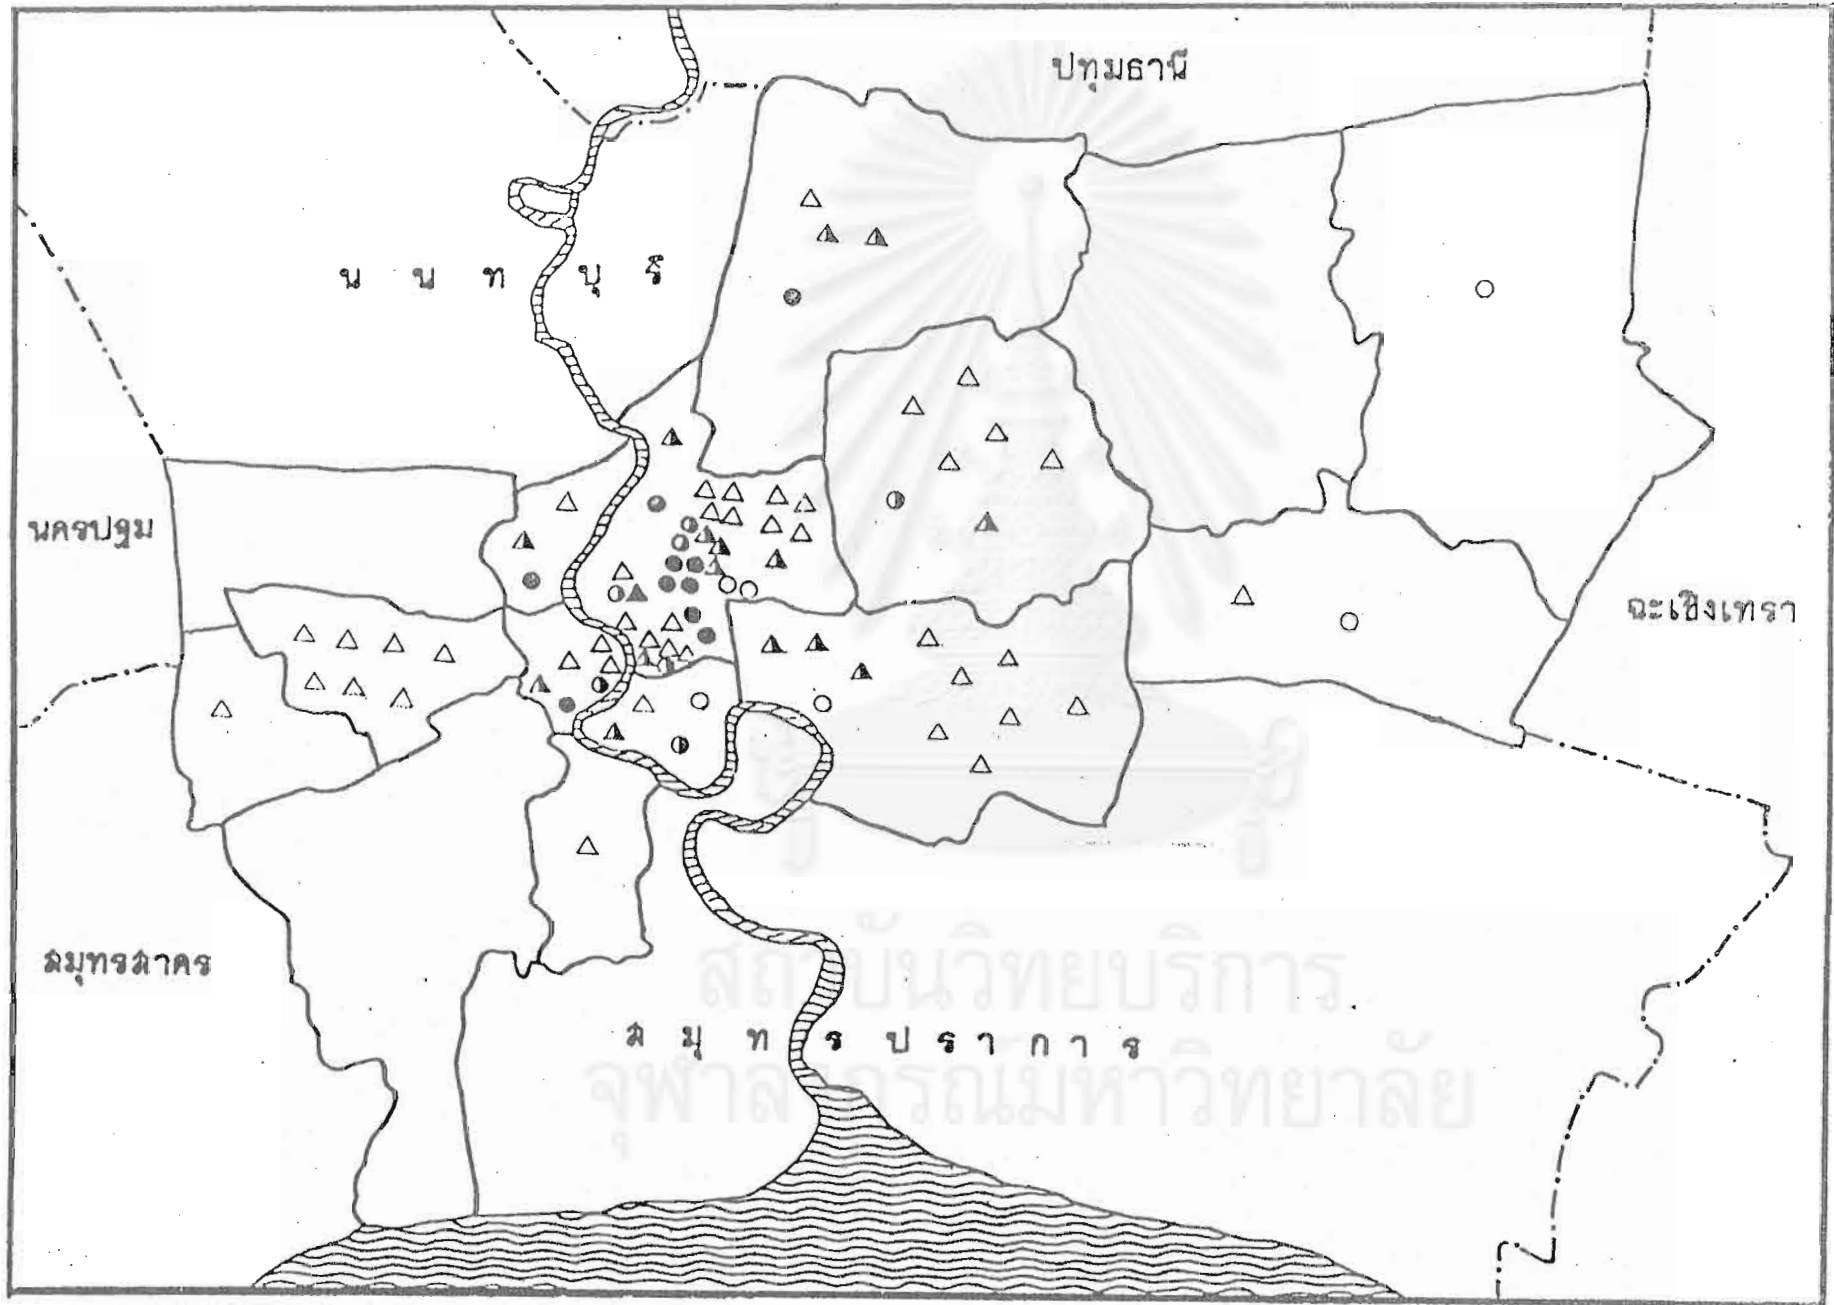 ปทุมธานี
น น ท บุ รี
นครปฐม
ฉะเชิงเทรา
สมุทรสาคร
ส มุ ท ร ป ร า ก า ร
สถาบันวิทยบริการ
จุฬาลงกรณ์มหาวิทยาลัย